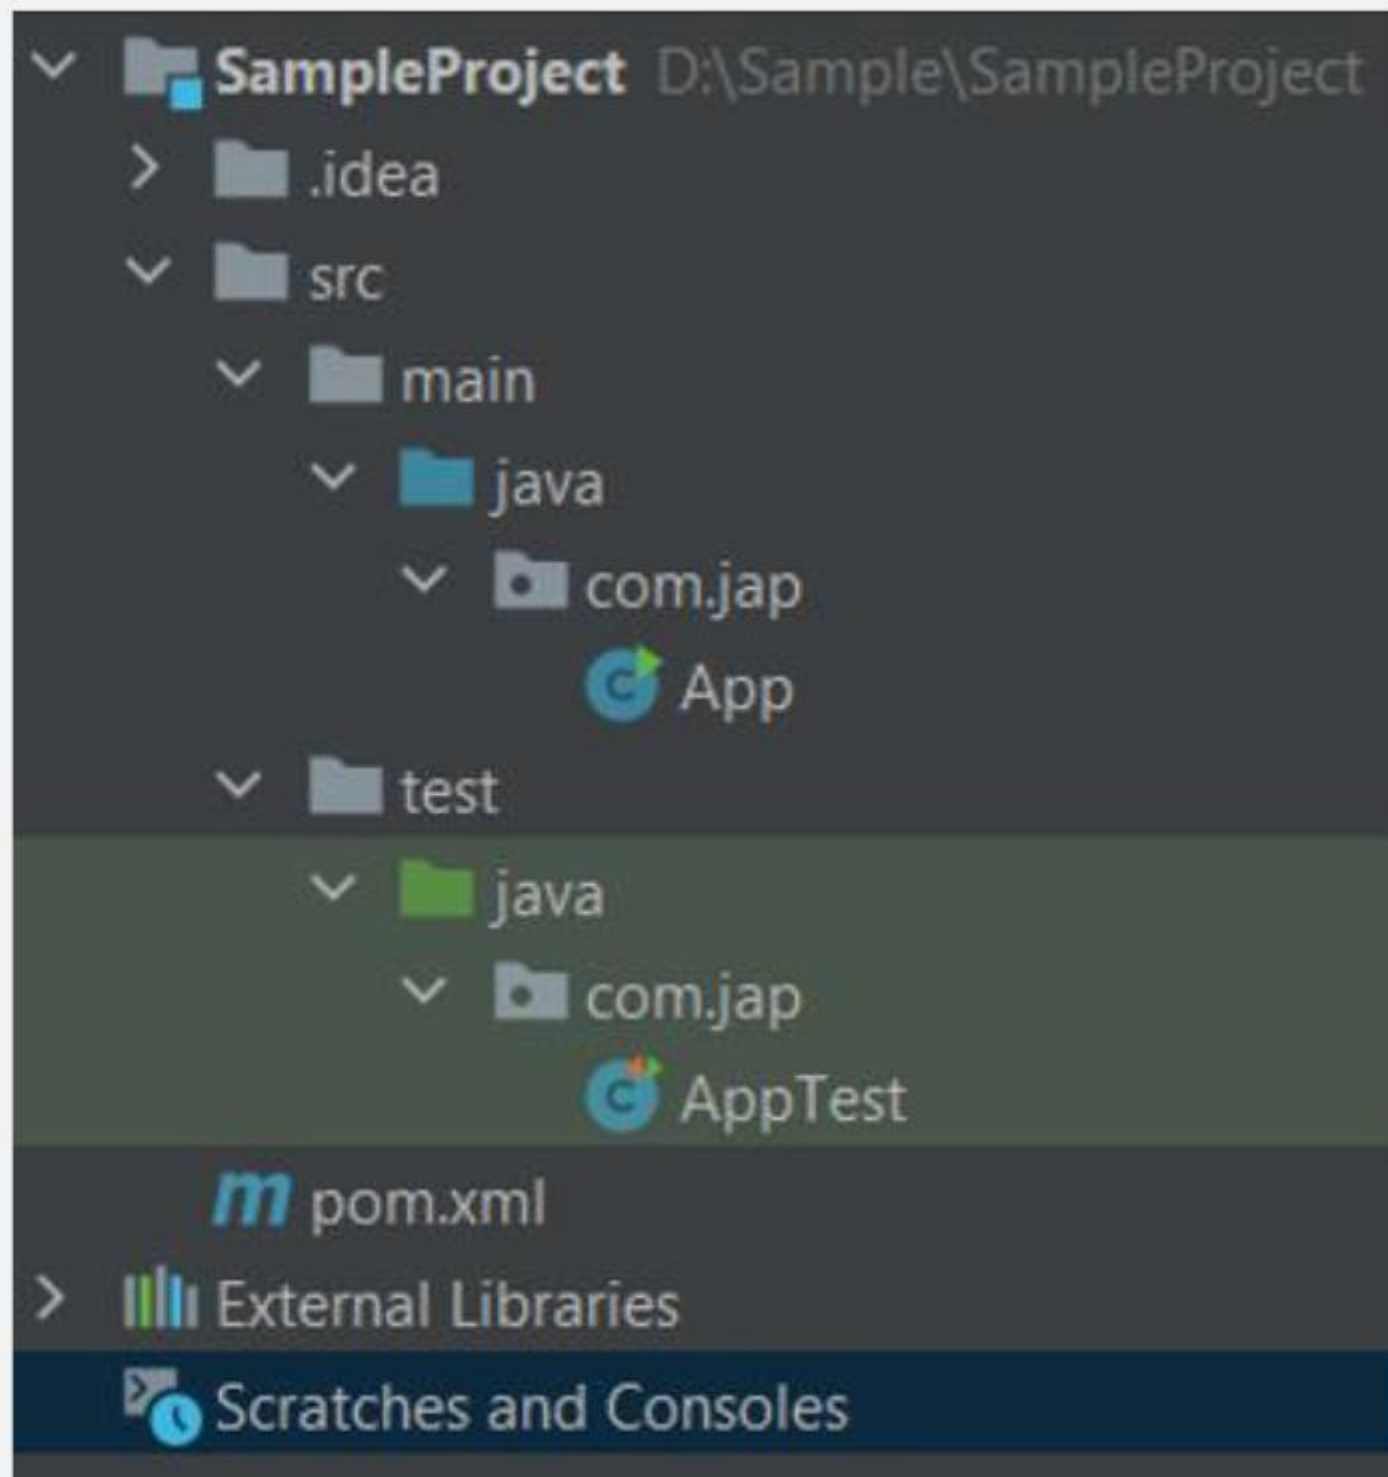 SampleProject D:\Sample\SampleProject
.idea
src
main
java
com.jap
App
test
java
com.jap
AppTest
pom.xml
External Libraries
Scratches and Consoles